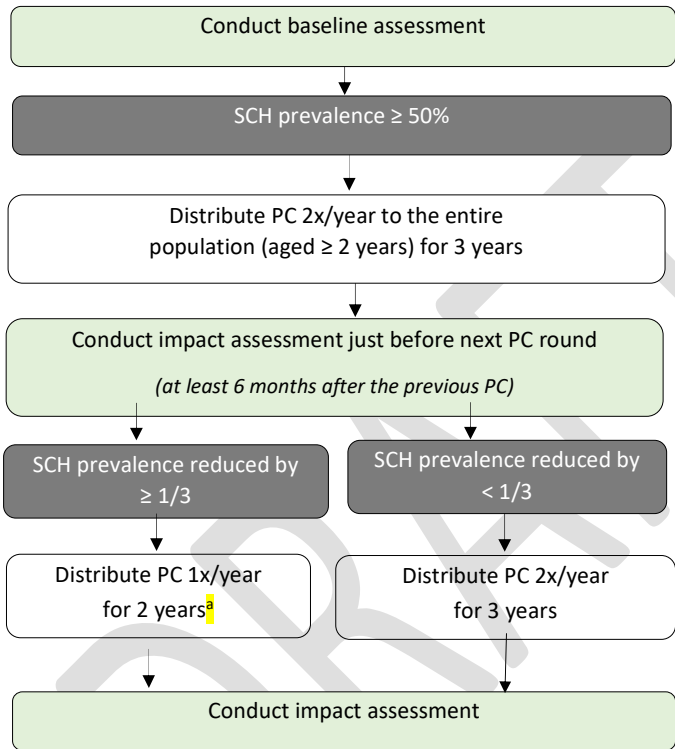 Conduct baseline assessment
SCH prevalence ≥ 50%
Distribute PC 2x/year to the entire
population (aged ≥ 2 years) for 3 years
Conduct impact assessment just before next PC round
(at least 6 months after the previous PC)
SCH prevalence reduced by
≥ 1/3
SCH prevalence reduced by
< 1/3
Distribute PC 1x/year
for 2 yearsᵃ
Distribute PC 2x/year
for 3 years
Conduct impact assessment
DRAFT